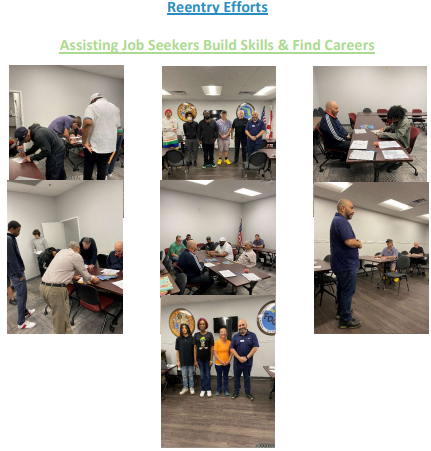 Reentry Efforts
Assisting Job Seekers Build Skills & Find Careers